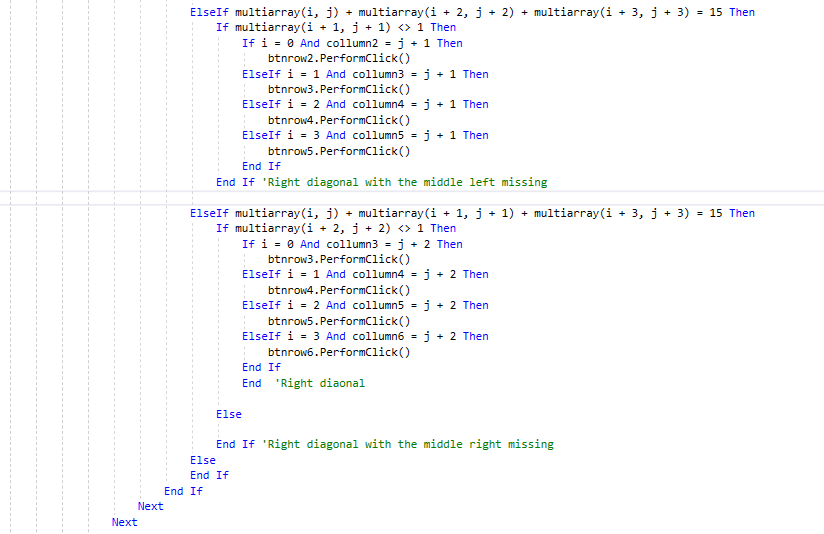 ElseIf multiarray(i, j) + multiarray(i + 2, j + 2) + multiarray(i + 3, j + 3) = 15 Then
If multiarray(i + 1, j + 1) <> 1 Then
If i = 0 And collumn2 = j + 1 Then
btnrow2.PerformClick()
ElseIf i = 1 And collumn3 = j + 1 Then
btnrow3.PerformClick()
ElseIf i = 2 And collumn4 = j + 1 Then
btnrow4.PerformClick()
ElseIf i = 3 And collumn5 = j + 1 Then
btnrow5.PerformClick()
End If
End If 'Right diagonal with the middle left missing
ElseIf multiarray(i, j) + multiarray(i + 1, j + 1) + multiarray(i + 3, j + 3) = 15 Then
If multiarray(i + 2, j + 2) <> 1 Then
If i = 0 And collumn3 = j + 2 Then
btnrow3.PerformClick()
ElseIf i = 1 And collumn4 = j + 2 Then
btnrow4.PerformClick()
ElseIf i = 2 And collumn5 = j + 2 Then
btnrow5.PerformClick()
ElseIf i = 3 And collumn6 = j + 2 Then
btnrow6.PerformClick()
End If
End  'Right diaonal
Else
End If 'Right diagonal with the middle right missing
Else
End If
End If
Next
Next